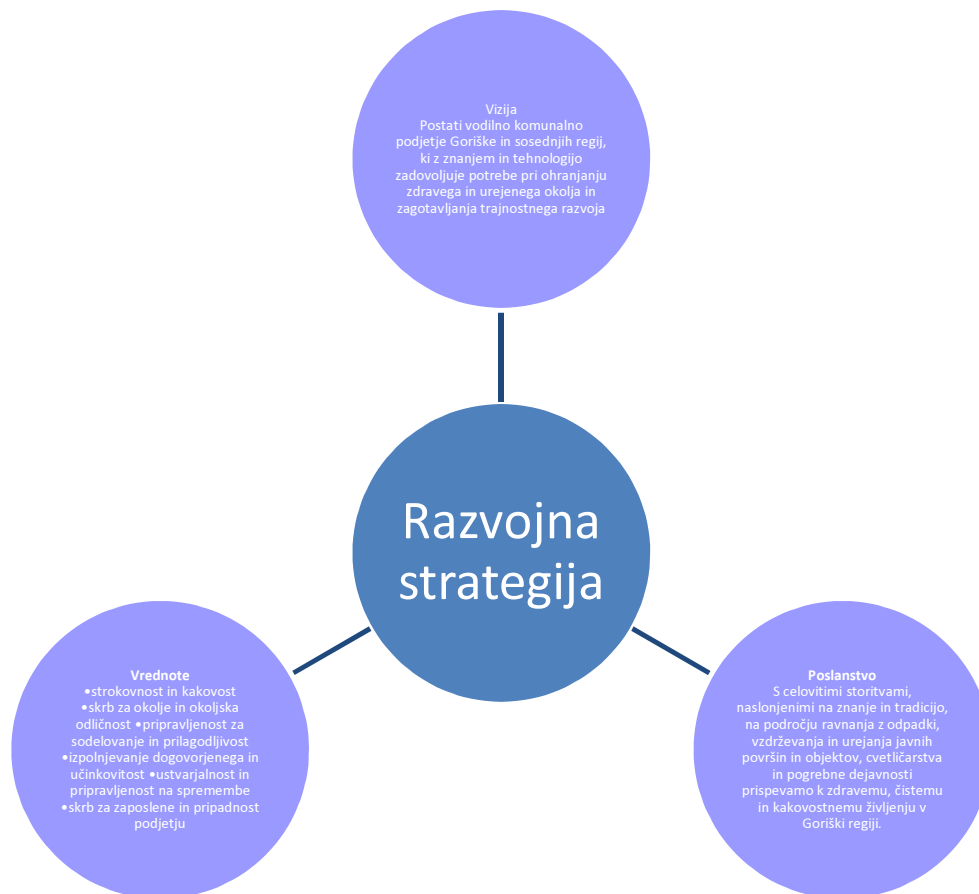 Vizija
Postati vodilno komunalno
podjetje Goriške in sosednjih regij,
ki z znanjem in tehnologijo
zadovoljuje potrebe pri ohranjanju
zdravega in urejenega okolja in
zagotavljanja trajnostnega razvoja
Razvojna
strategija
Vrednote
•strokovnost in kakovost
•skrb za okolje in okoljska
odličnost •pripravljenost za
sodelovanje in prilagodljivost
•izpolnjevanje dogovorjenega in
učinkovitost •ustvarjalnost in
pripravljenost na spremembe
•skrb za zaposlene in pripadnost
podjetju
Poslanstvo
S celovitimi storitvami,
naslonjenimi na znanje in tradicijo,
na področju ravnanja z odpadki,
vzdrževanja in urejanja javnih
površin in objektov, cvetličarstva
in pogrebne dejavnosti
prispevamo k zdravemu, čistemu
in kakovostnemu življenju v
Goriški regiji.